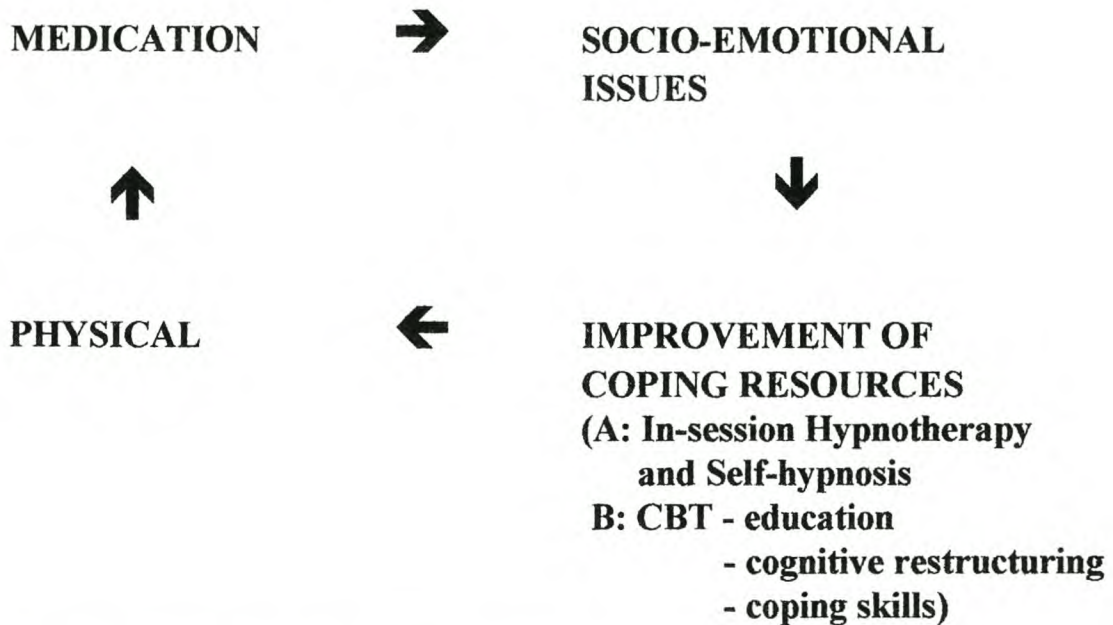 MEDICATION
SOCIO-EMOTIONAL
ISSUES
PHYSICAL
IMPROVEMENT OF
COPING RESOURCES
(A: In-session Hypnotherapy
and Self-hypnosis
B: CBT - education
- cognitive restructuring
- coping skills)